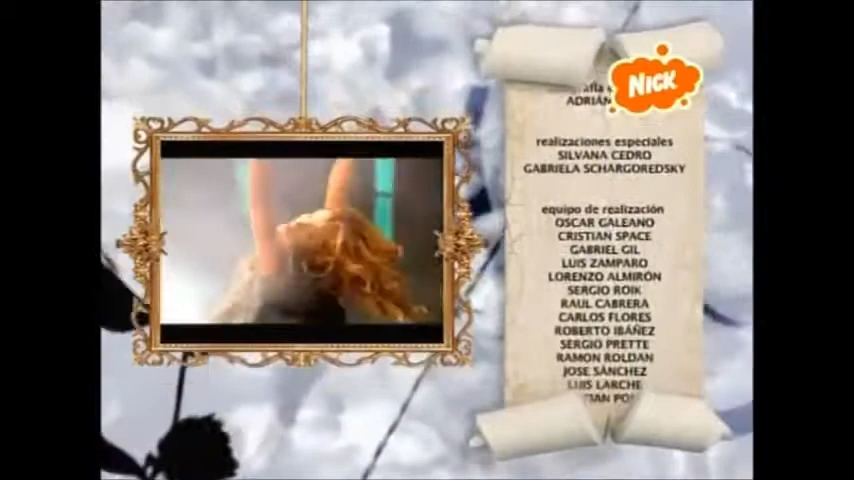 NICK
ADRIÁN
realizaciones especiales
SILVANA CEDRO
GABRIELA SCHARGOREDSKY
equipo de realización
OSCAR GALEANO
CRISTIAN SPACE
GABRIEL GIL
LUIS ZAMPARO
LORENZO ALMIRÓN
SERGIO ROIK
RAUL CABRERA
CARLOS FLORES
ROBERTO IBÁÑEZ
SERGIO PRETTE
RAMON ROLDAN
JOSE SÁNCHEZ
LUIS LARCHE